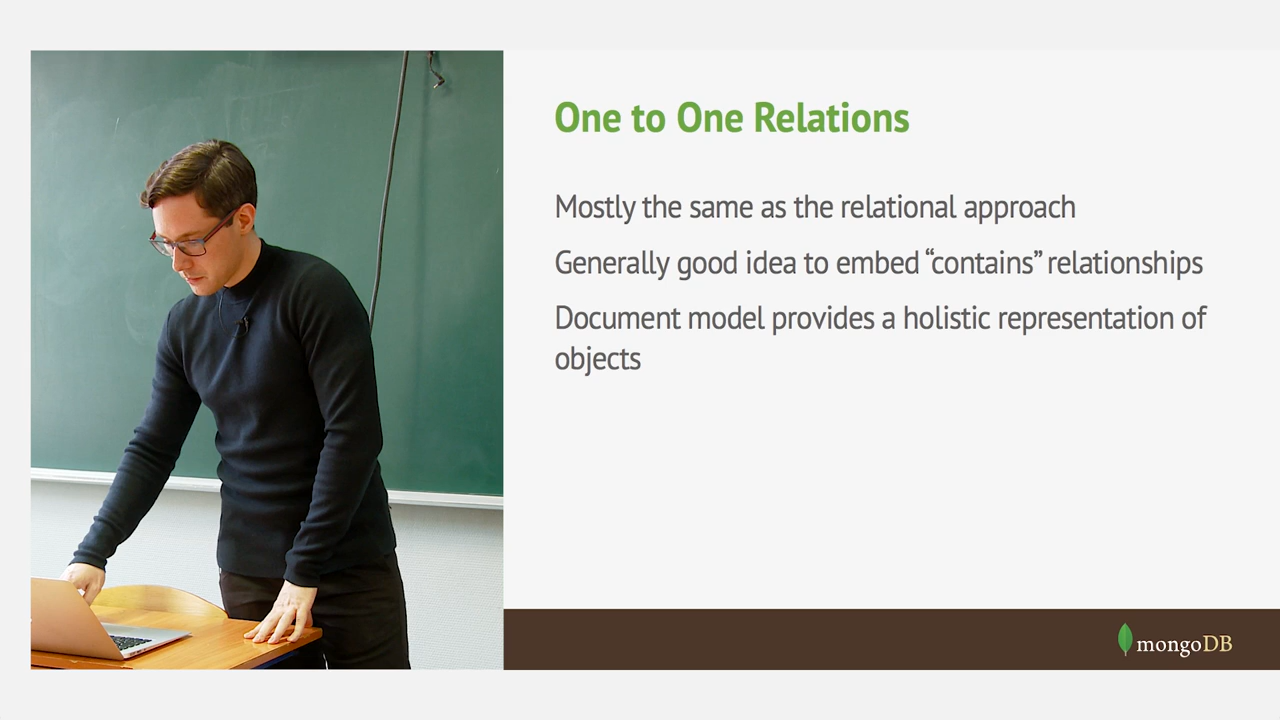 One to One Relations
Mostly the same as the relational approach
Generally good idea to embed “contains” relationships
Document model provides a holistic representation of
objects
mongoDB